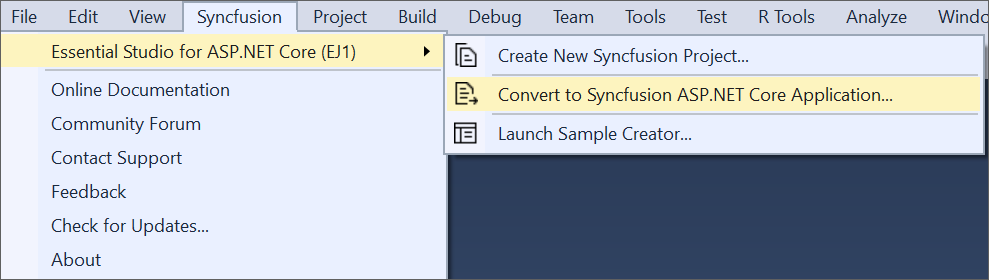 File Edit View Syncfusion Project Build Debug Team Tools Test R Tools Analyze
Essential Studio for ASP.NET Core (EJ1)
Create New Syncfusion Project...
Convert to Syncfusion ASP.NET Core Application...
Launch Sample Creator...
Online Documentation
Community Forum
Contact Support
Feedback
Check for Updates...
About